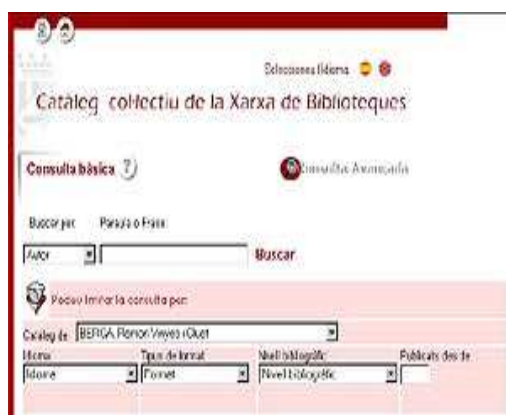 Seleccioneu l'idioma
Catàleg col·lectiu de la Xarxa de Biblioteques
Consulta bàsica ?
Consulta Avançada
Buscar per: Paraula o Frase:
Autor
Buscar
Podeu limitar la consulta per:
Catàleg de BERGA. Ramon Vinyes i Cluet
Idioma Tipus de format Nivell bibliogràfic Publicats des de
Idioma Format Nivell bibliogràfic